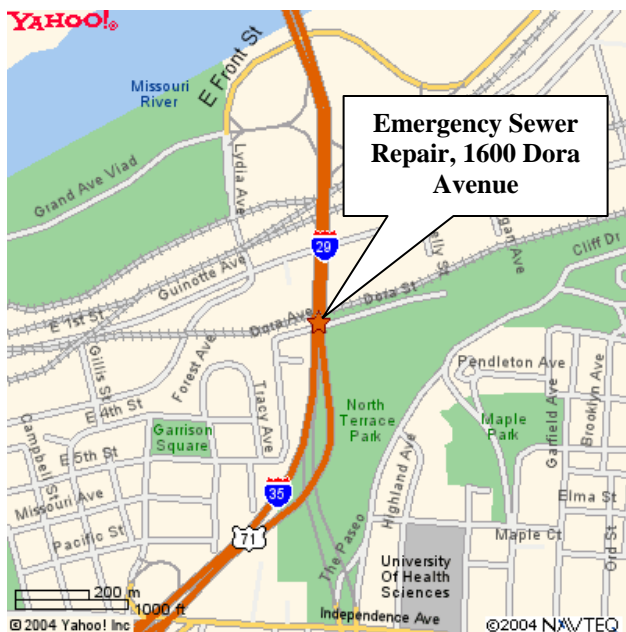 YAHOO!®
E Front St
Missouri
River
Emergency Sewer
Repair, 1600 Dora
Avenue
Lydia Ave
Grand Ave Viad
29
Cliff Dr
Guinotte Ave
Dora St
E 1st St
Dora Ave
Gillis St
Forest Ave
Pendleton Ave
E 4th St
Tracy Ave
North
Terrace
Park
Maple
Park
Garfield Ave
Brooklyn Ave
Garrison
Square
Campbell St
E 5th St
Highland Ave
Missouri Ave
35
Elma St
Pacific St
71
Maple Ct
Ord St
The Paseo
University
Of Health
Sciences
200 m
1000 ft
Independence Ave
©2004 Yahoo! Inc
©2004 NAVTEQ